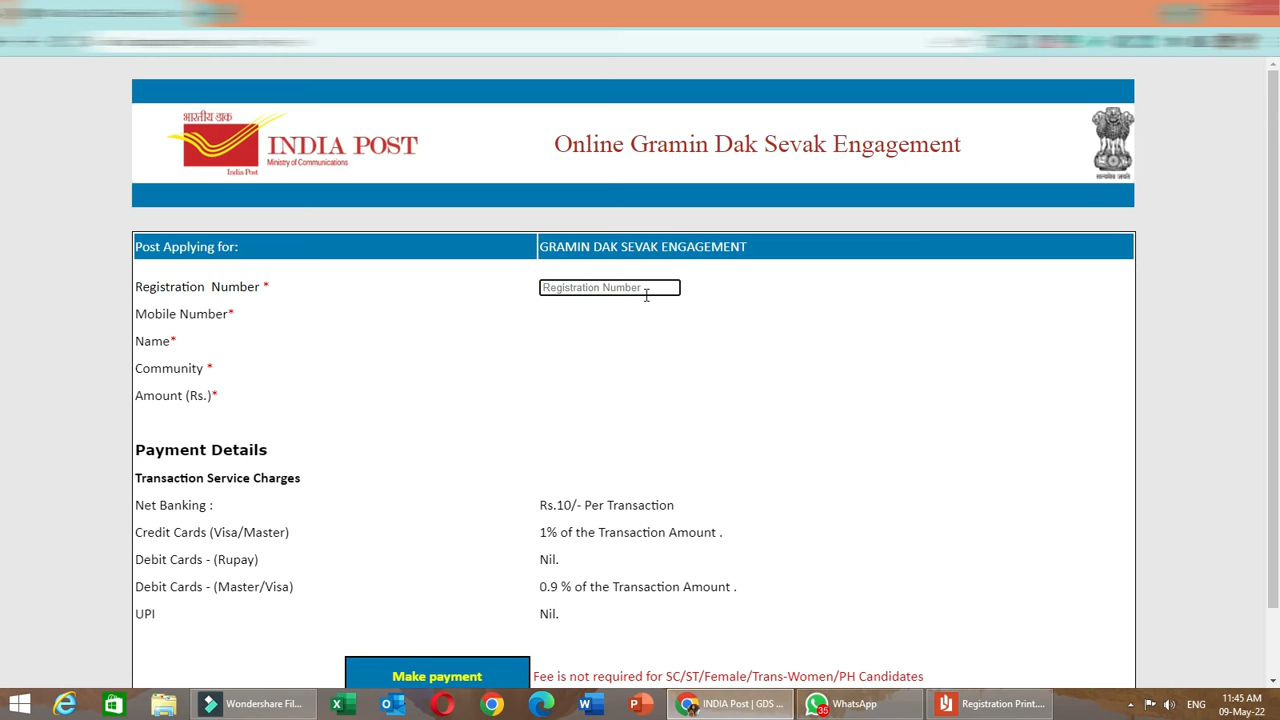 भारतीय डाक
INDIA POST
Ministry of Communications
India Post
Online Gramin Dak Sevak Engagement
सत्यमेव जयते
Post Applying for: GRAMIN DAK SEVAK ENGAGEMENT
Registration Number * Registration Number
Mobile Number*
Name*
Community *
Amount (Rs.)*
Payment Details
Transaction Service Charges
Net Banking : Rs.10/- Per Transaction
Credit Cards (Visa/Master) 1% of the Transaction Amount .
Debit Cards - (Rupay) Nil.
Debit Cards - (Master/Visa) 0.9 % of the Transaction Amount .
UPI Nil.
Make payment Fee is not required for SC/ST/Female/Trans-Women/PH Candidates
Wondershare Fil... INDIA Post | GDS ... 35 WhatsApp Registration Print.... ENG 11:45 AM
09-May-22